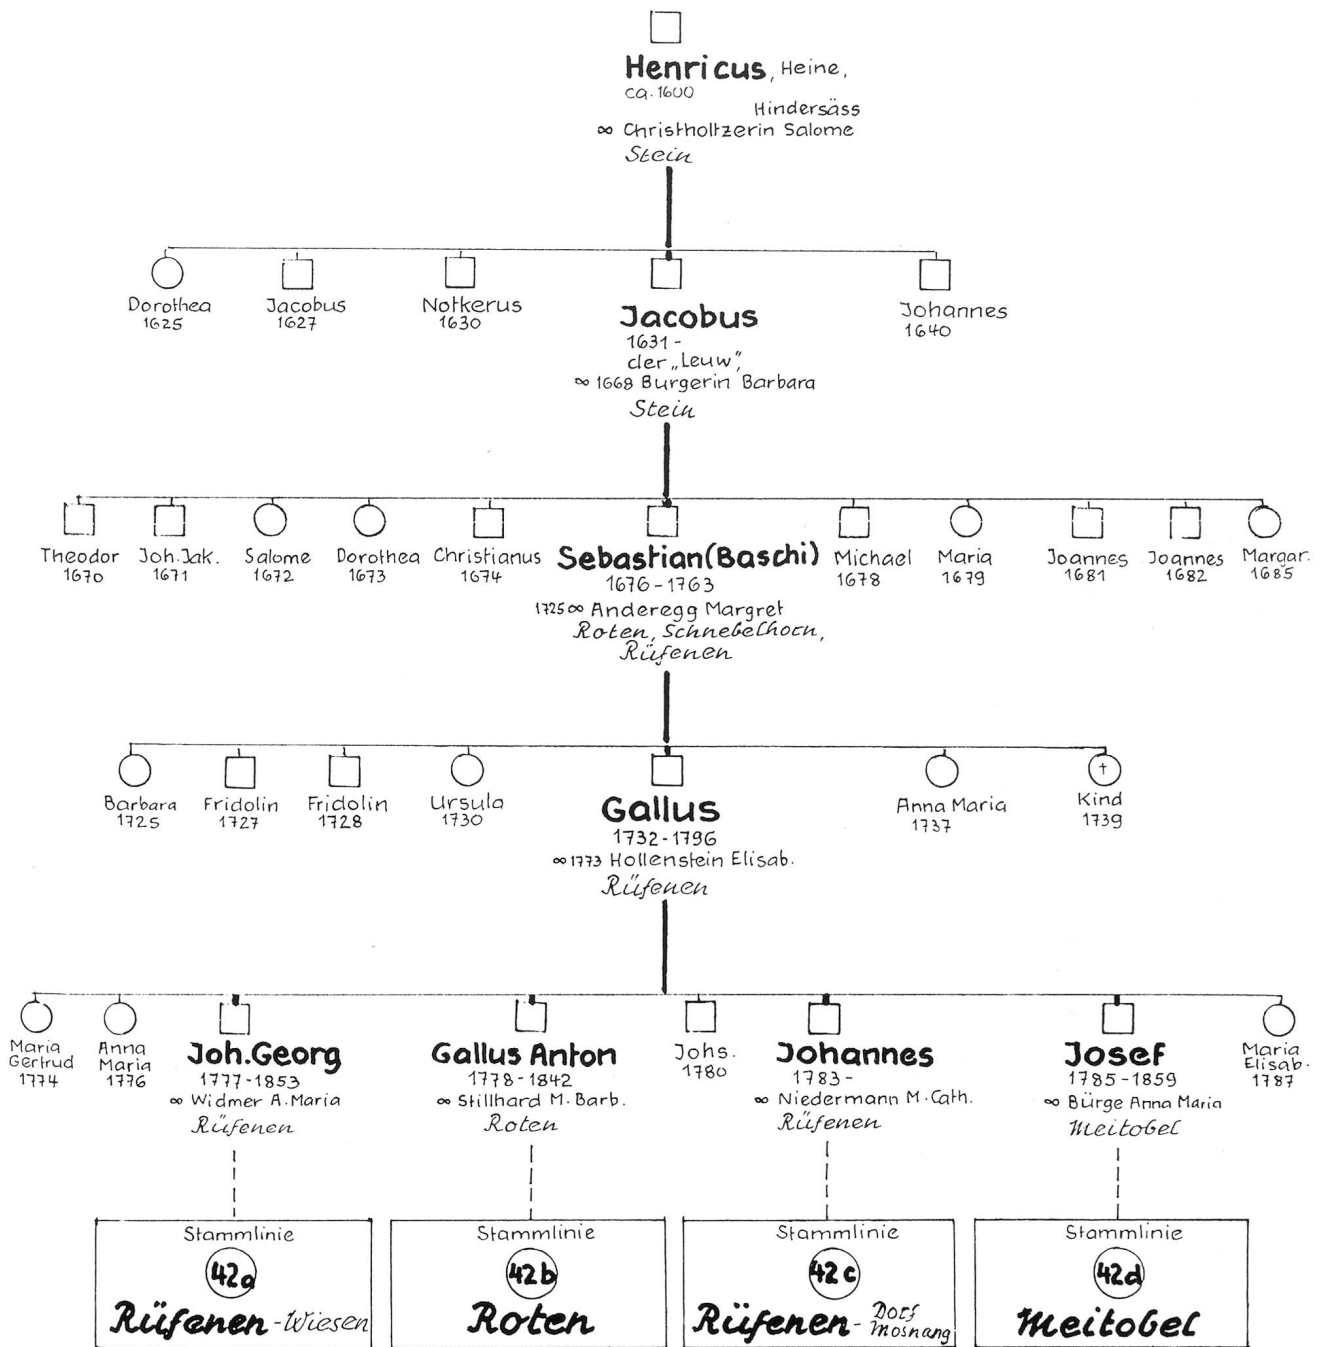 Henricus, Heine,
ca. 1600
Hindersäss
∞ Christholtzerin Salome
Stein
Dorothea
1625
Jacobus
1627
Notkerus
1630
Jacobus
1631 -
der „Leuw",
∞ 1668 Burgerin Barbara
Stein
Johannes
1640
Theodor
1670
Joh. Jak.
1671
Salome
1672
Dorothea
1673
Christianus
1674
Sebastian (Baschi)
1676 - 1763
1725 ∞ Anderegg Margret
Roten, Schnebelhorn,
Rüfenen
Michael
1678
Maria
1679
Joannes
1681
Joannes
1682
Margar.
1685
Barbara
1725
Fridolin
1727
Fridolin
1728
Ursula
1730
Gallus
1732 - 1796
∞ 1773 Hollenstein Elisab.
Rüfenen
Anna Maria
1737
†
Kind
1739
Maria
Gertrud
1774
Anna
Maria
1776
Joh. Georg
1777 - 1853
∞ Widmer A. Maria
Rüfenen
Gallus Anton
1778 - 1842
∞ Stillhard M. Barb.
Roten
Johs.
1780
Johannes
1783 -
∞ Niedermann M. Cath.
Rüfenen
Josef
1785 - 1859
∞ Bürge Anna Maria
Meitobel
Maria
Elisab.
1787
Stammlinie
42a
Rüfenen - Wiesen
Stammlinie
42b
Roten
Stammlinie
42c
Rüfenen - Dorf
Mosnang
Stammlinie
42d
Meitobel